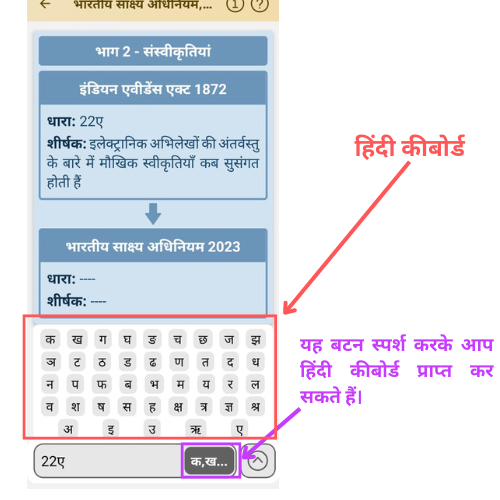 ← भारतीय साक्ष्य अधिनियम,... 1 ?
भाग 2 - संस्वीकृतियां
इंडियन एवीडेंस एक्ट 1872
धारा: 22ए
शीर्षक: इलेक्ट्रानिक अभिलेखों की अंतर्वस्तु
के बारे में मौखिक स्वीकृतियाँ कब सुसंगत
होती हैं
भारतीय साक्ष्य अधिनियम 2023
धारा: ----
शीर्षक: ----
हिंदी कीबोर्ड
क ख ग घ ङ च छ ज झ
ञ ट ठ ड ढ ण त द ध
न प फ ब भ म य र ल
व श ष स ह क्ष त्र ज्ञ श्र
अ इ उ ऋ ए
22ए क,ख...
यह बटन स्पर्श करके आप
हिंदी कीबोर्ड प्राप्त कर
सकते हैं।